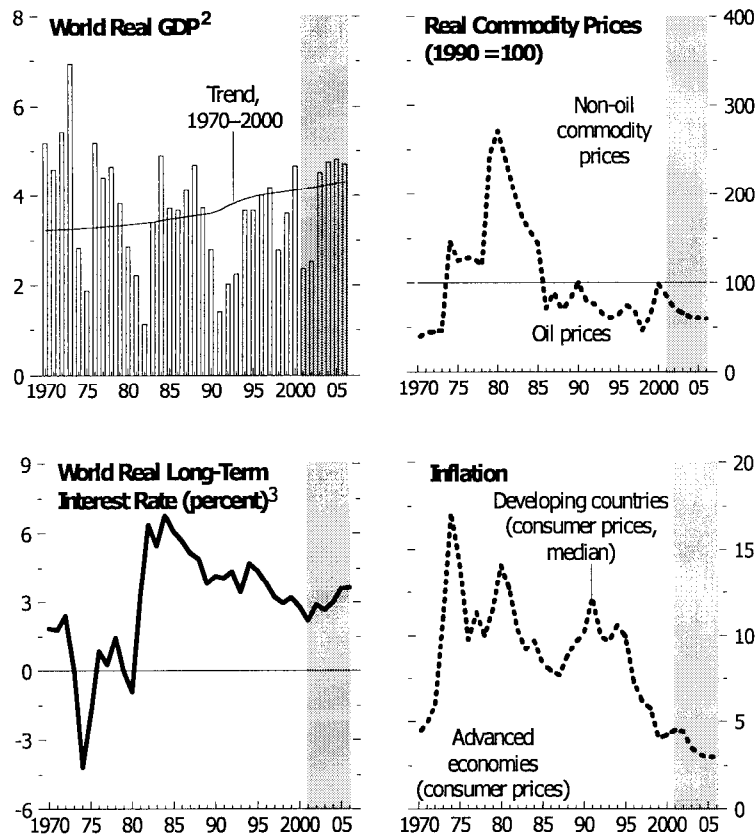 World Real GDP²
8
6
4
2
0
Trend,
1970–2000
1970 75 80 85 90 95 2000 05
Real Commodity Prices
(1990 = 100)
400
300
200
100
0
Non-oil
commodity
prices
Oil prices
1970 75 80 85 90 95 2000 05
World Real Long-Term
Interest Rate (percent)³
9
6
3
0
-3
-6
1970 75 80 85 90 95 2000 05
Inflation
20
15
10
5
0
Developing countries
(consumer prices,
median)
Advanced
economies
(consumer prices)
1970 75 80 85 90 95 2000 05